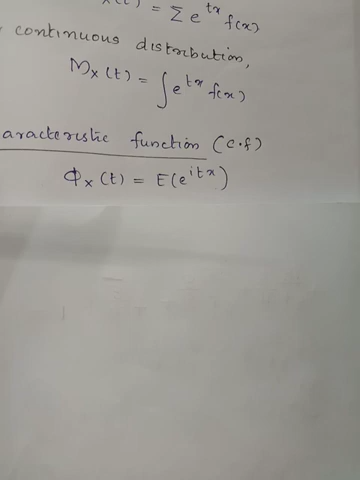 x(t) = Σ e^{tx} f(x)
continuous distribution,
M_x(t) = ∫ e^{tx} f(x)
aracteristic function (c.f)
Φ_x(t) = E(e^{itx})